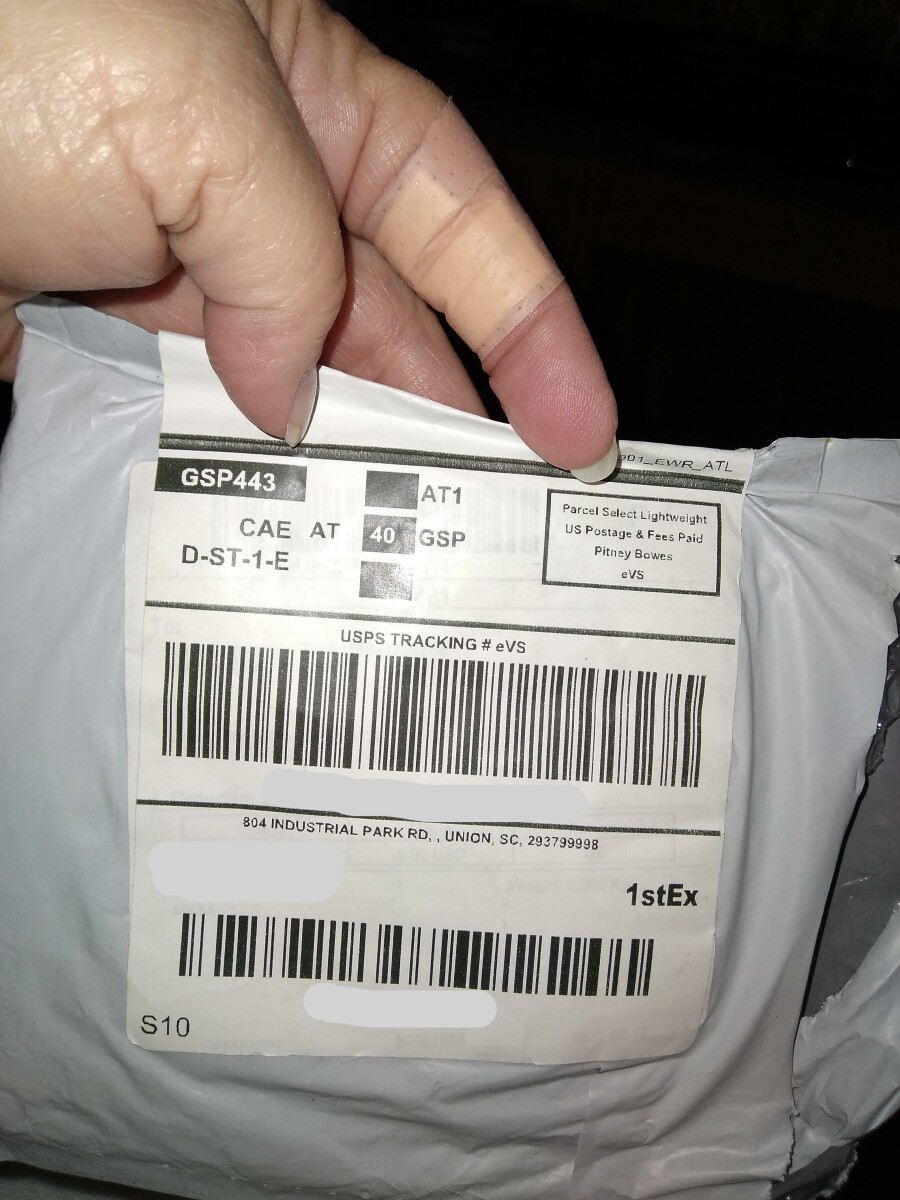 01_EWR_ATL
GSP443
AT1
CAE AT 40 GSP
D-ST-1-E
Parcel Select Lightweight
US Postage & Fees Paid
Pitney Bowes
eVS
USPS TRACKING # eVS
804 INDUSTRIAL PARK RD, , UNION, SC, 293799998
1stEx
S10